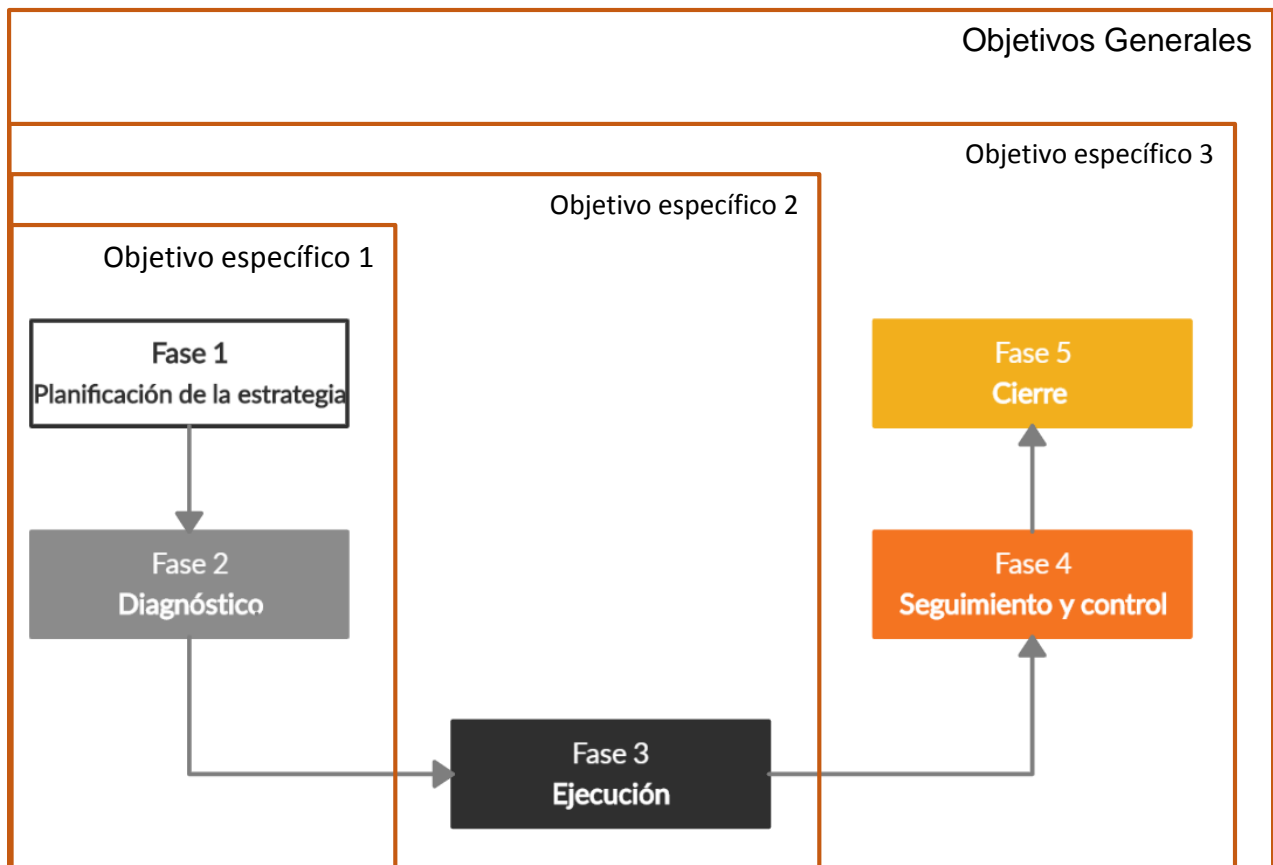 Objetivos Generales
Objetivo específico 3
Objetivo específico 2
Objetivo específico 1
Fase 1
Planificación de la estrategia
Fase 2
Diagnóstico
Fase 3
Ejecución
Fase 4
Seguimiento y control
Fase 5
Cierre